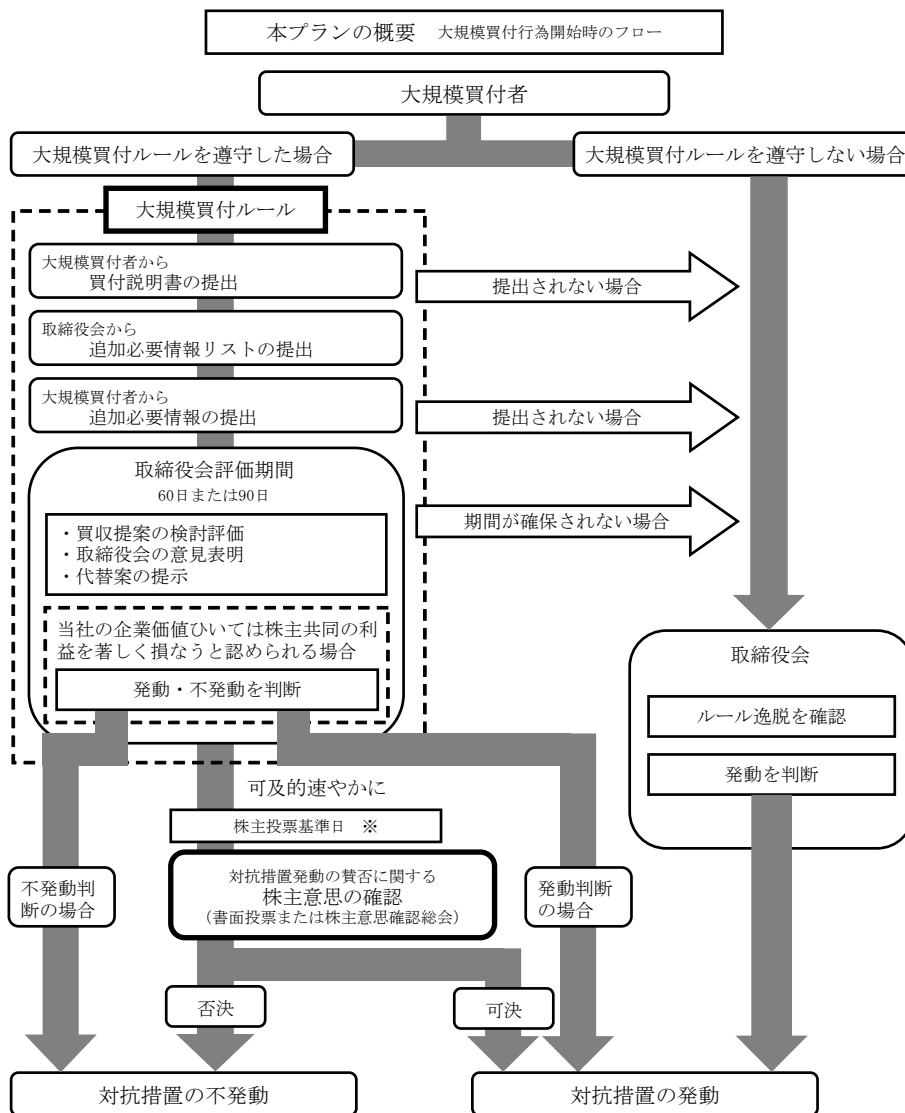 本プランの概要　大規模買付行為開始時のフロー
大規模買付者
大規模買付ルールを遵守した場合
大規模買付ルールを遵守しない場合
大規模買付ルール
大規模買付者から
買付説明書の提出
提出されない場合
取締役会から
追加必要情報リストの提出
大規模買付者から
追加必要情報の提出
提出されない場合
取締役会評価期間
60日または90日
期間が確保されない場合
・買収提案の検討評価
・取締役会の意見表明
・代替案の提示
当社の企業価値ひいては株主共同の利
益を著しく損なうと認められる場合
発動・不発動を判断
取締役会
ルール逸脱を確認
発動を判断
可及的速やかに
株主投票基準日　※
不発動判
断の場合
対抗措置発動の賛否に関する
株主意思の確認
（書面投票または株主意思確認総会）
発動判断
の場合
否決
可決
対抗措置の不発動
対抗措置の発動